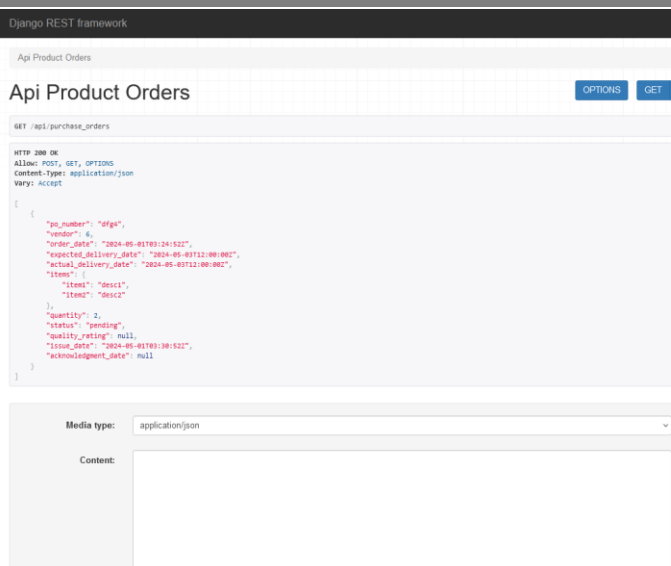 Django REST framework
Api Product Orders
Api Product Orders
OPTIONS
GET
GET /api/purchase_orders
HTTP 200 OK
Allow: POST, GET, OPTIONS
Content-Type: application/json
Vary: Accept
[
    {
        "po_number": "dfg4",
        "vendor": 6,
        "order_date": "2024-05-01T03:24:52Z",
        "expected_delivery_date": "2024-05-03T12:00:00Z",
        "actual_delivery_date": "2024-05-03T12:00:00Z",
        "items": {
            "item1": "desc1",
            "item2": "desc2"
        },
        "quantity": 2,
        "status": "pending",
        "quality_rating": null,
        "issue_date": "2024-05-01T03:30:52Z",
        "acknowledgment_date": null
    }
]
Media type:
application/json
Content: